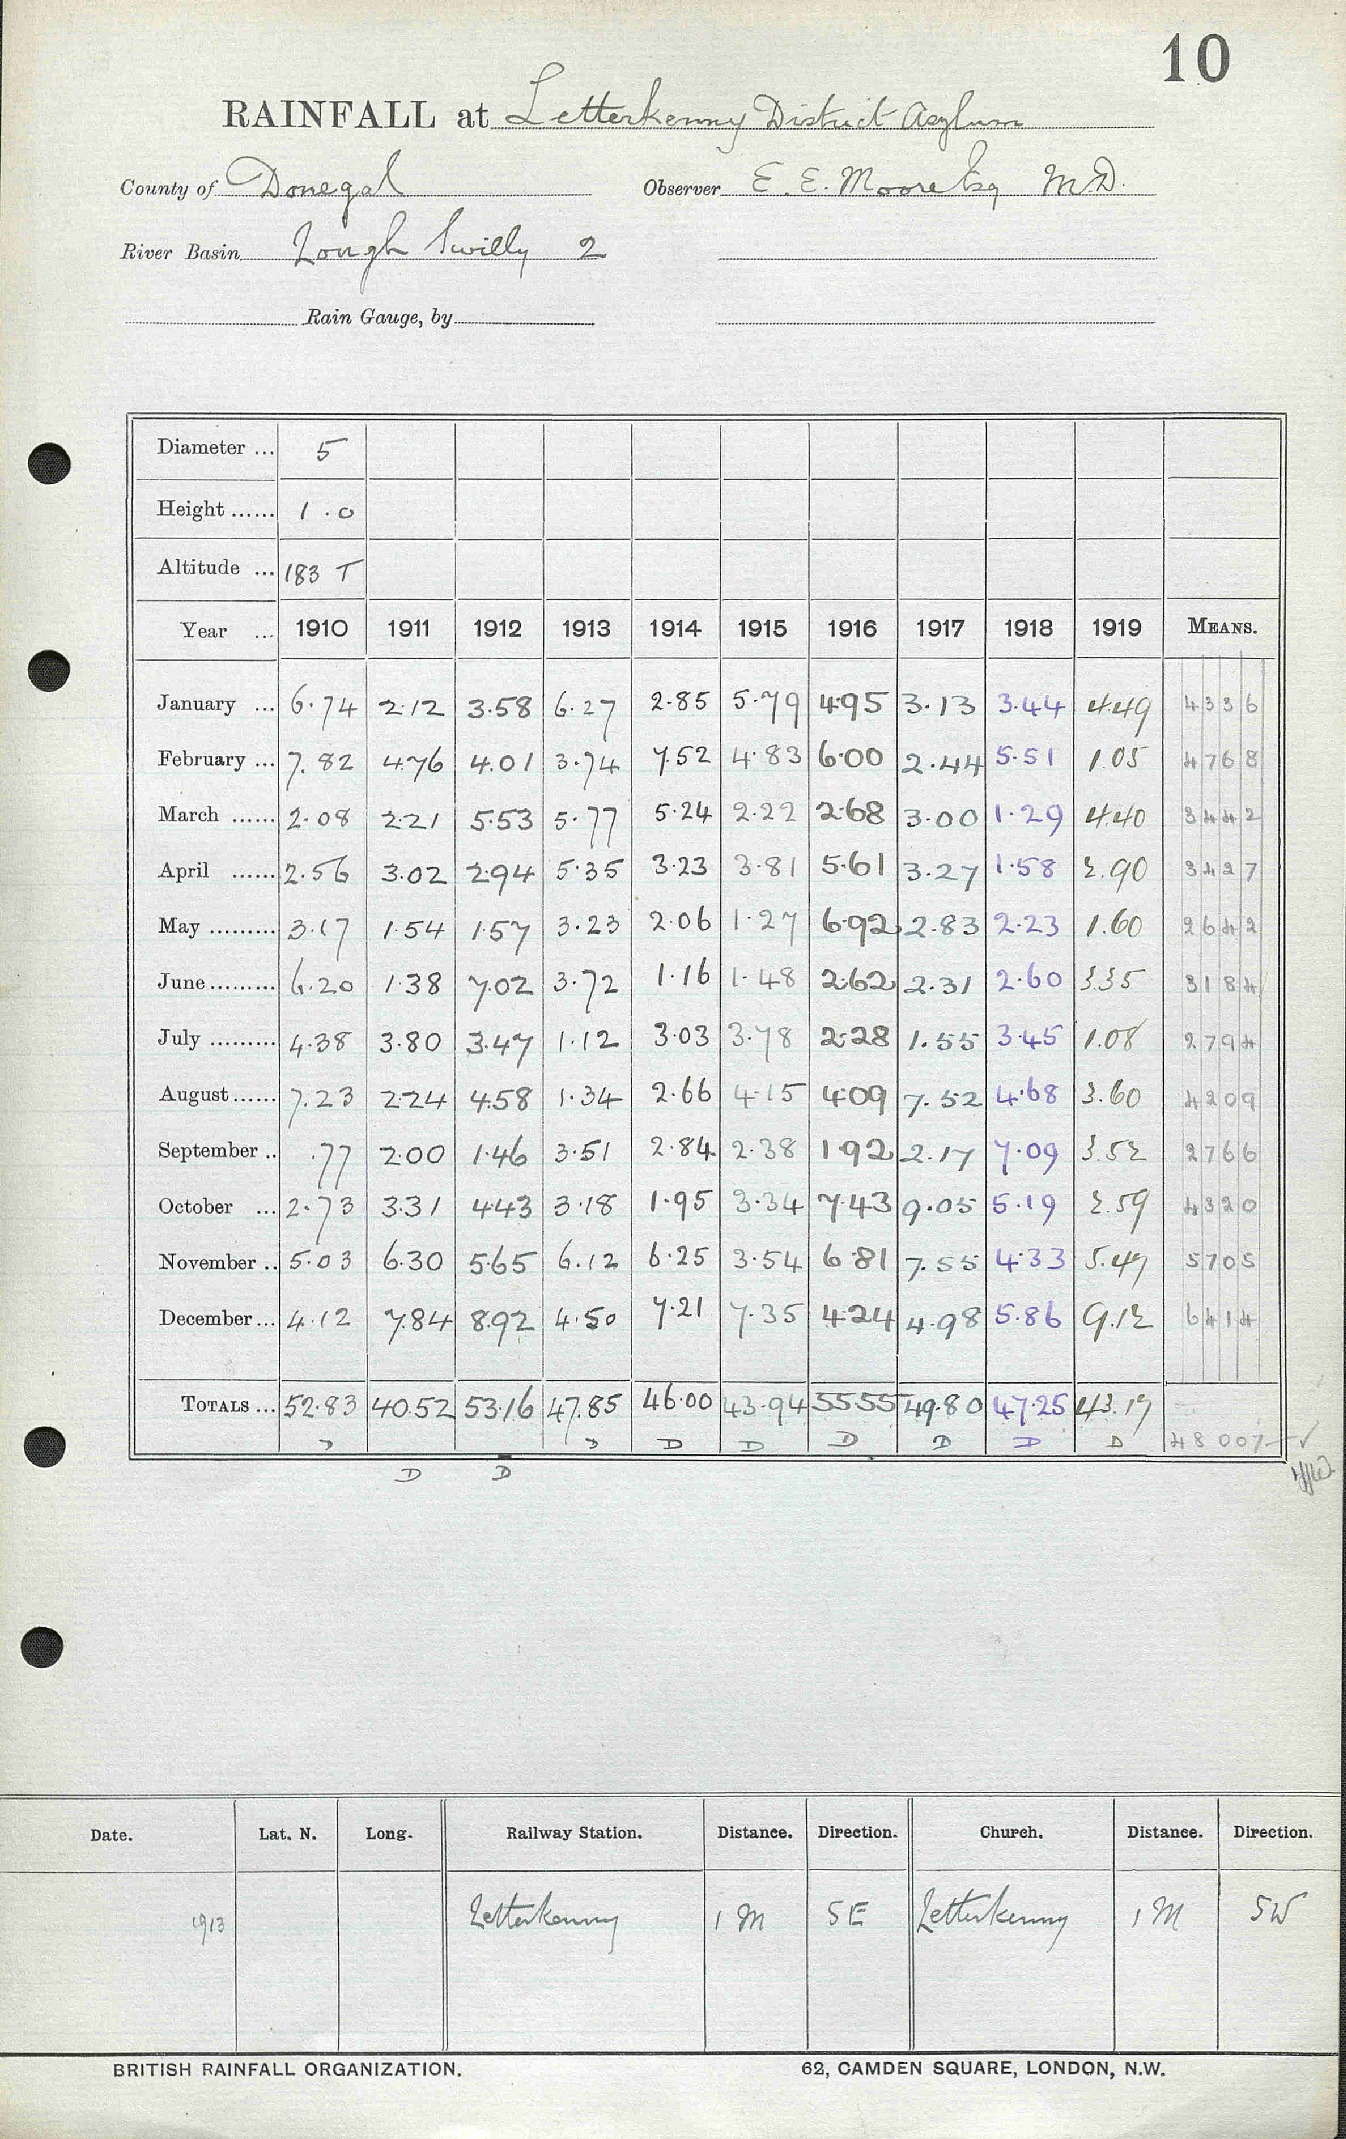 10
RAINFALL at Letterkenny District Asylum
County of Donegal Observer E. E. Moore Esq MD.
River Basin Lough Swilly 2
Rain Gauge, by
Diameter ... 5
Height ...... 1.0
Altitude ... 183 T
Year ... 1910 1911 1912 1913 1914 1915 1916 1917 1918 1919 MEANS.
January ... 6.74 2.12 3.58 6.27 2.85 5.79 4.95 3.13 3.44 4.49 4336
February ... 7.82 4.76 4.01 3.74 7.52 4.83 6.00 2.44 5.51 1.05 4768
March ...... 2.08 2.21 5.53 5.77 5.24 2.22 2.68 3.00 1.29 4.40 3442
April ...... 2.56 3.02 2.94 5.35 3.23 3.81 5.61 3.27 1.58 2.90 3427
May ......... 3.17 1.54 1.57 3.23 2.06 1.27 6.92 2.83 2.23 1.60 2642
June ......... 6.20 1.38 7.02 3.72 1.16 1.48 2.62 2.31 2.60 3.35 3184
July ......... 4.38 3.80 3.47 1.12 3.03 3.78 2.28 1.55 3.45 1.08 2794
August ...... 7.23 2.24 4.58 1.34 2.66 4.15 4.09 7.52 4.68 3.60 4209
September .. .77 2.00 1.46 3.51 2.84 2.38 1.92 2.17 7.09 3.52 2766
October ... 2.73 3.31 4.43 3.18 1.95 3.34 7.43 9.05 5.19 2.59 4320
November .. 5.03 6.30 5.65 6.12 6.25 3.54 6.81 7.55 4.33 5.47 5705
December ... 4.12 7.84 8.92 4.50 7.21 7.35 4.24 4.98 5.86 9.12 6414
TOTALS ... 52.83 40.52 53.16 47.85 46.00 43.94 55.55 49.80 47.25 43.17
D D D D D D D D 48 007
D D
Date. Lat. N. Long. Railway Station. Distance. Direction. Church. Distance. Direction.
1913 Letterkenny 1 M SE Letterkenny 1 M SW
BRITISH RAINFALL ORGANIZATION. 62, CAMDEN SQUARE, LONDON, N.W.